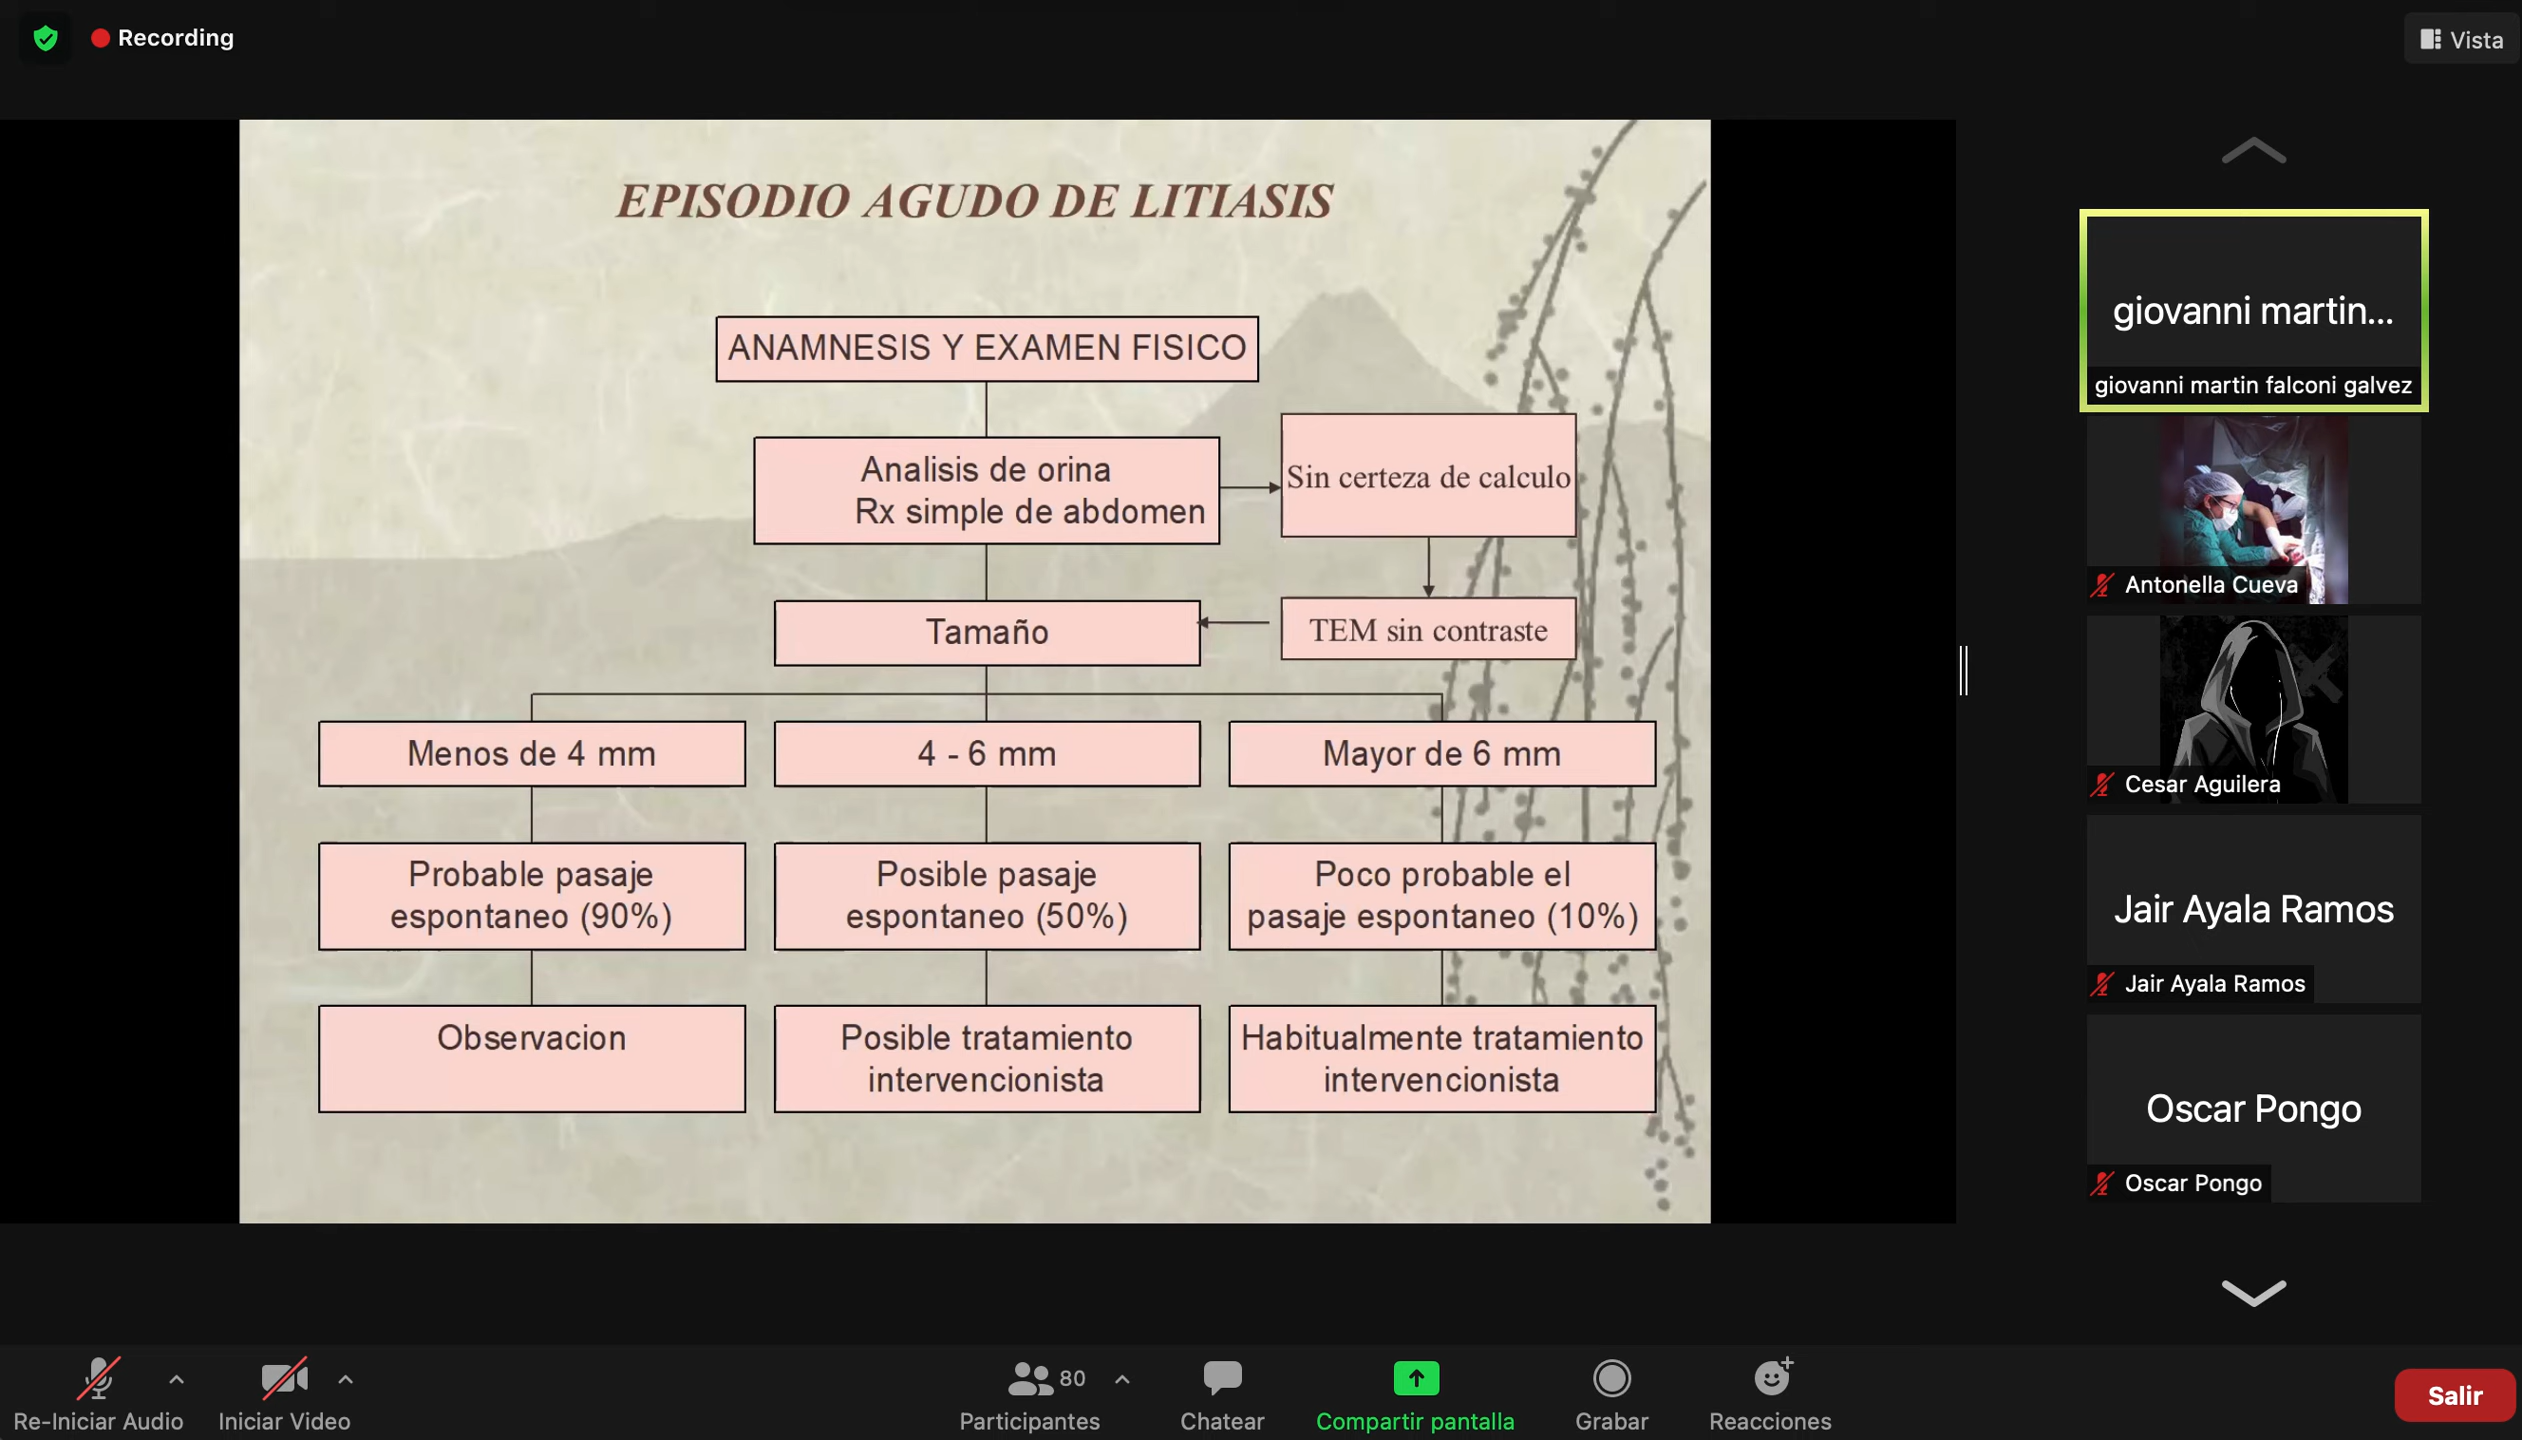 Recording
Vista
EPISODIO AGUDO DE LITIASIS
ANAMNESIS Y EXAMEN FISICO
Analisis de orina
Rx simple de abdomen
Sin certeza de calculo
Tamaño
TEM sin contraste
Menos de 4 mm
4 - 6 mm
Mayor de 6 mm
Probable pasaje
espontaneo (90%)
Posible pasaje
espontaneo (50%)
Poco probable el
pasaje espontaneo (10%)
Observacion
Posible tratamiento
intervencionista
Habitualmente tratamiento
intervencionista
giovanni martin...
giovanni martin falconi galvez
Antonella Cueva
Cesar Aguilera
Jair Ayala Ramos
Jair Ayala Ramos
Oscar Pongo
Oscar Pongo
Re-Iniciar Audio
Iniciar Video
80
Participantes
Chatear
Compartir pantalla
Grabar
Reacciones
Salir